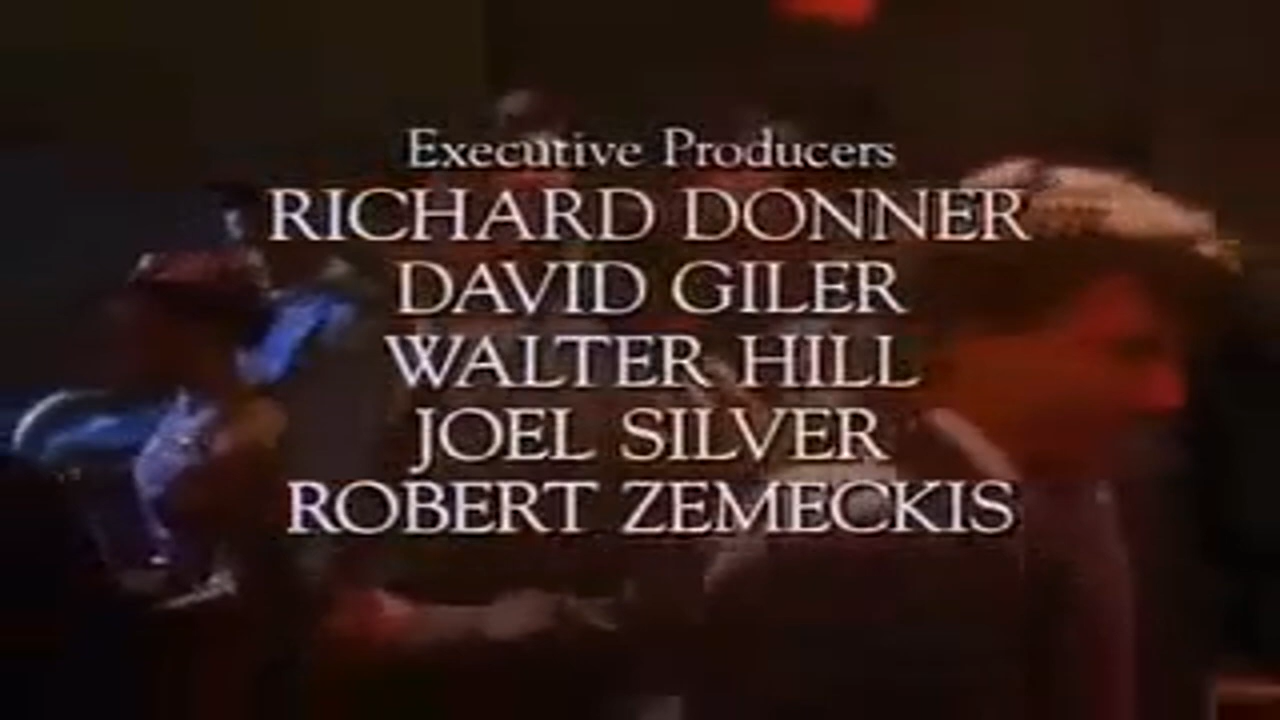 Executive Producers
RICHARD DONNER
DAVID GILER
WALTER HILL
JOEL SILVER
ROBERT ZEMECKIS